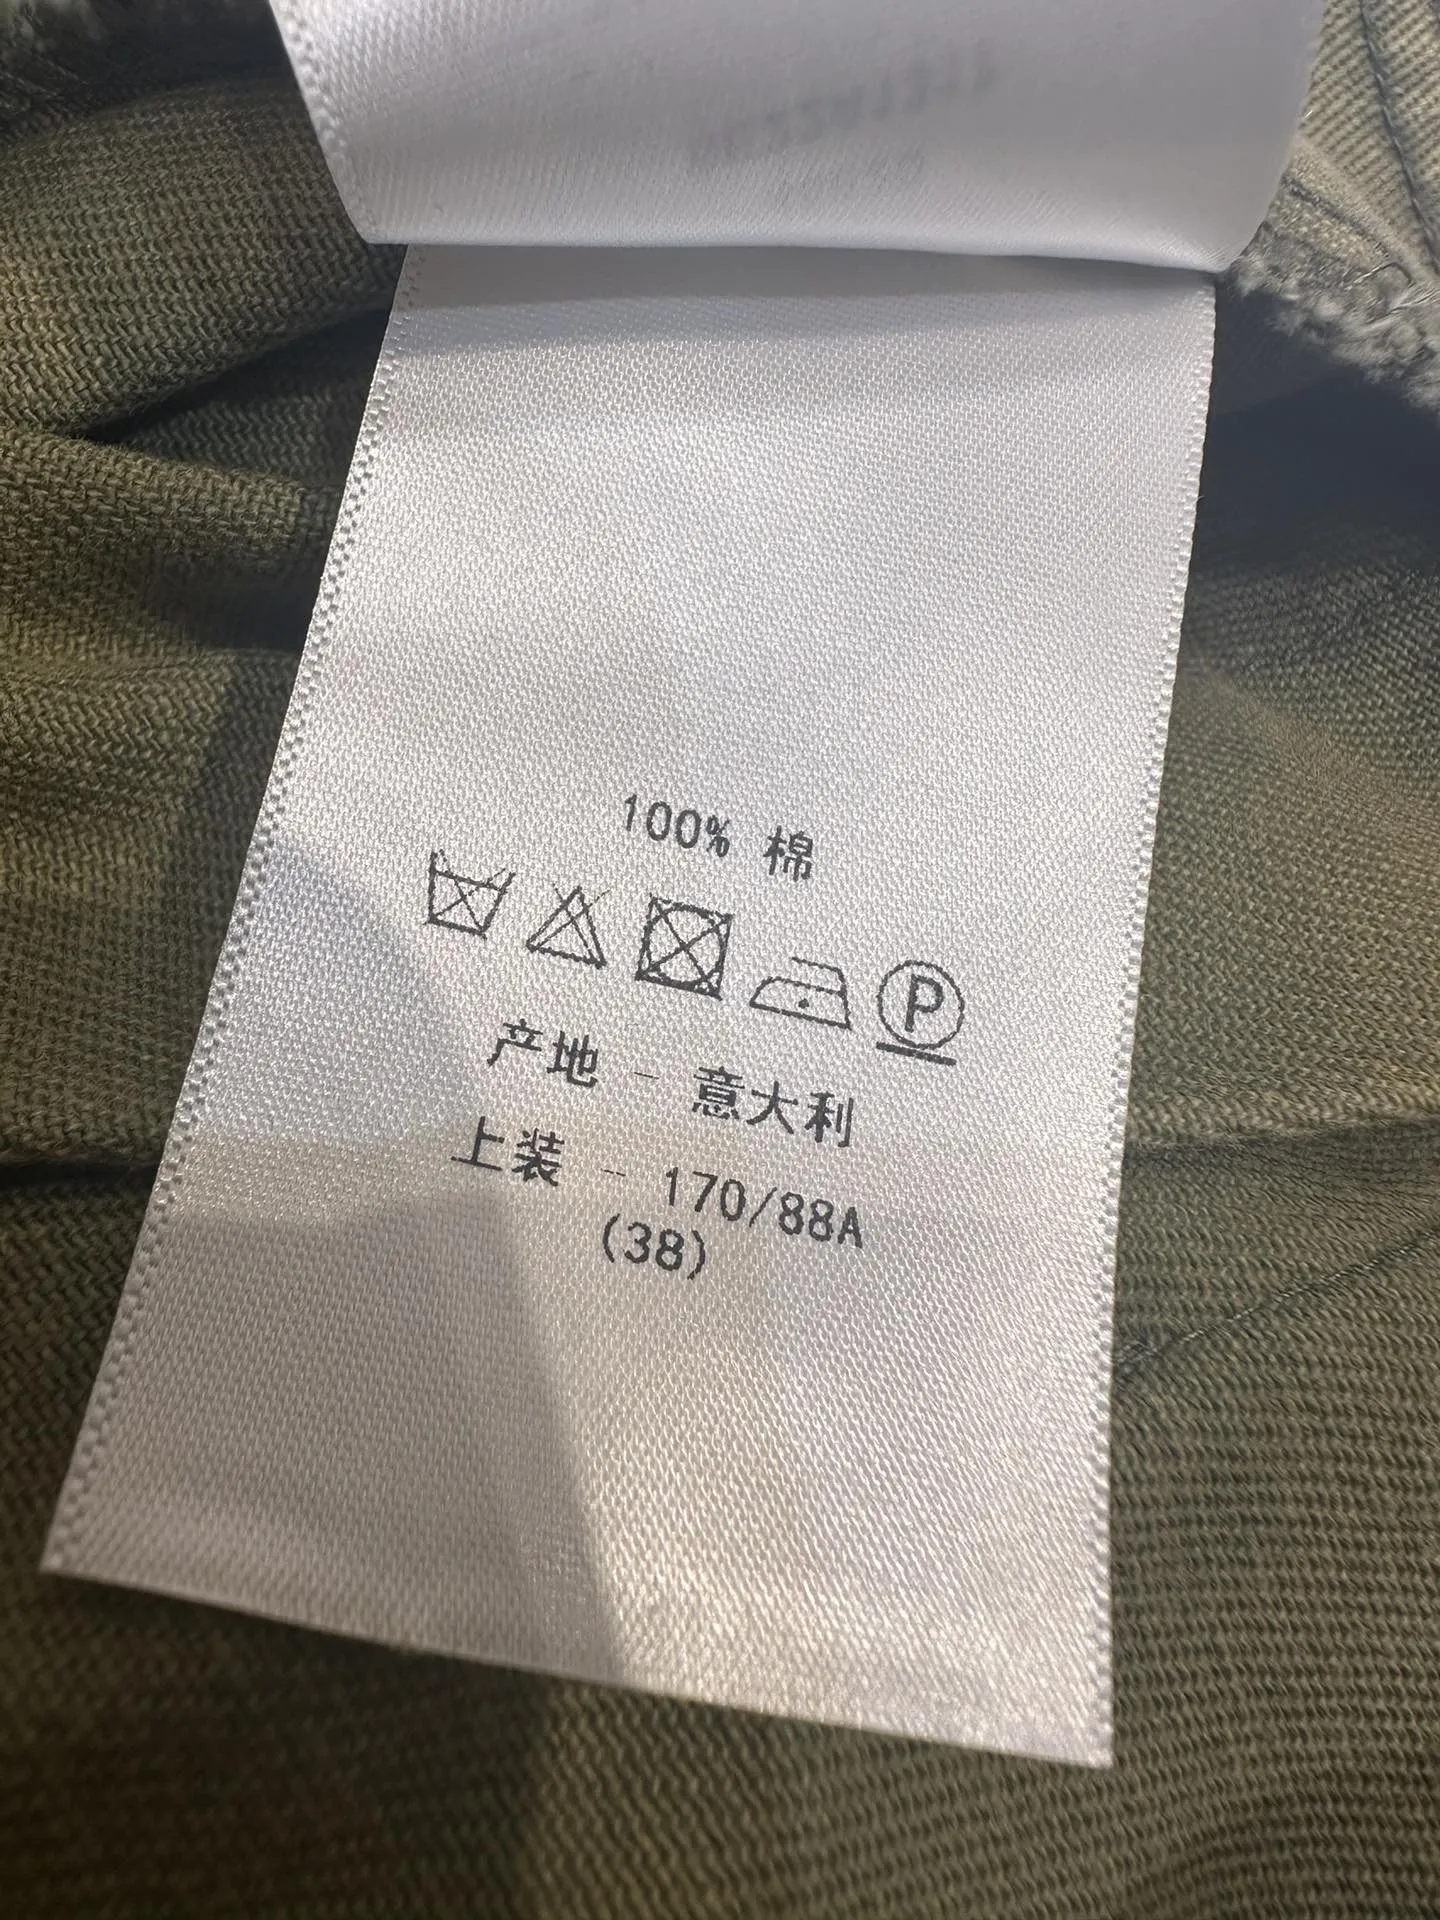 100% 棉
P
产地 - 意大利
上装 - 170/88A
(38)